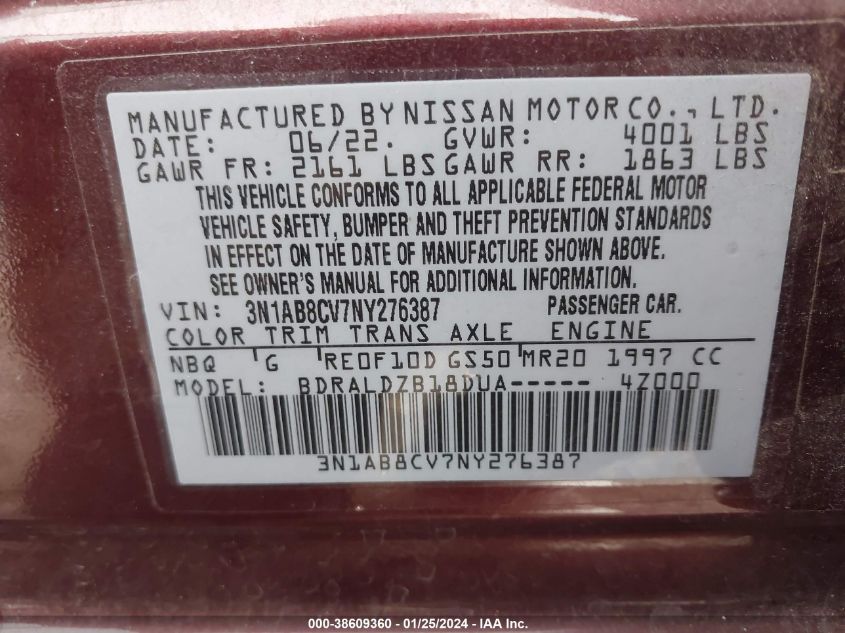 MANUFACTURED BY NISSAN MOTOR CO., LTD.
DATE: 06/22. GVWR: 4001 LBS
GAWR FR: 2161 LBS GAWR RR: 1863 LBS
THIS VEHICLE CONFORMS TO ALL APPLICABLE FEDERAL MOTOR
VEHICLE SAFETY, BUMPER AND THEFT PREVENTION STANDARDS
IN EFFECT ON THE DATE OF MANUFACTURE SHOWN ABOVE.
SEE OWNER'S MANUAL FOR ADDITIONAL INFORMATION.
VIN: 3N1AB8CV7NY276387 PASSENGER CAR.
COLOR TRIM TRANS AXLE ENGINE
NBQ G RE0F10D GS50 MR20 1997 CC
MODEL: BDRALDZB18DUA----- 4Z000
3N1AB8CV7NY276387
000-38609360 - 01/25/2024 - IAA Inc.